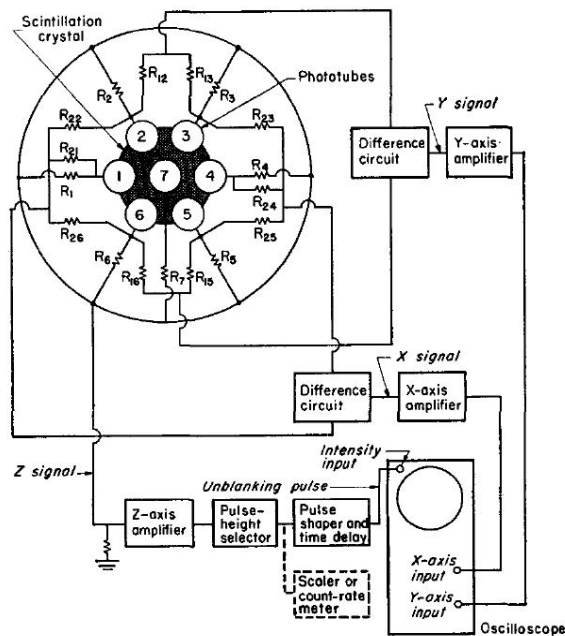 Scintillation
crystal
Phototubes
R12
R13
R2
R3
R22
R23
R21
R1
R4
R24
R26
R25
R6
R5
R16
R7
R15
1
2
3
4
5
6
7
Y signal
Difference
circuit
Y-axis-
amplifier
X signal
Difference
circuit
X-axis
amplifier
Z signal
Intensity
input
Unblanking pulse
Z-axis
amplifier
Pulse-
height
selector
Pulse
shaper and
time delay
Scaler or
count-rate
meter
X-axis
input
Y-axis
input
Oscilloscope